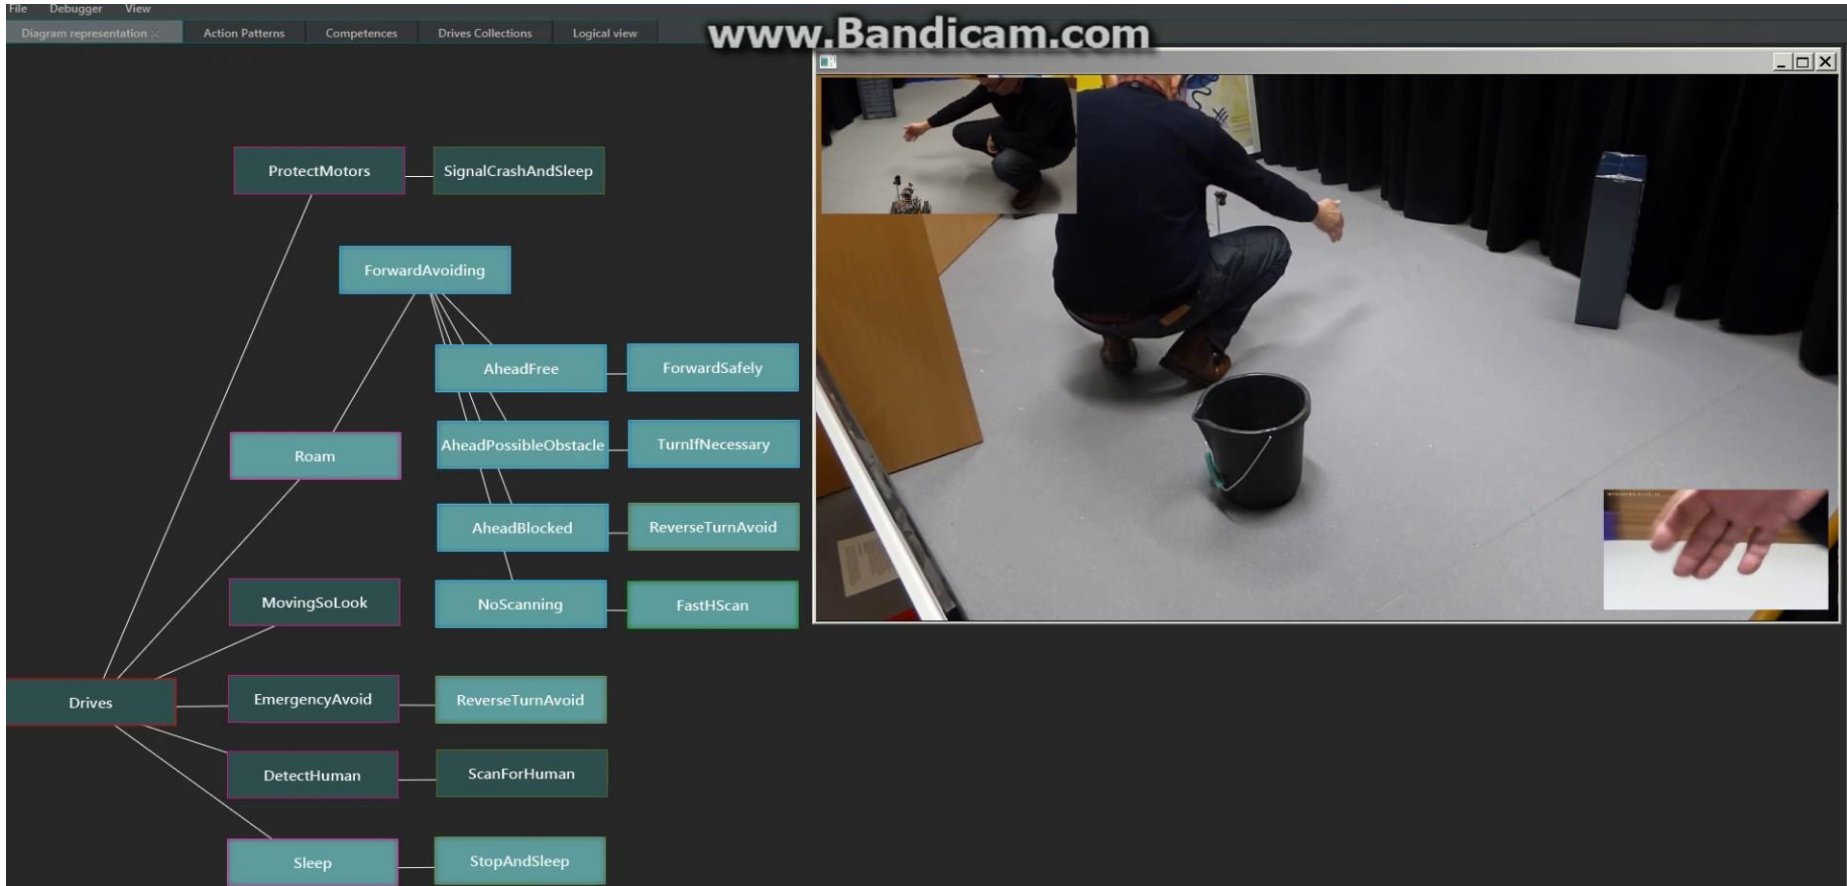 File Debugger View
Diagram representation Action Patterns Competences Drives Collections Logical view
www.Bandicam.com
ProtectMotors SignalCrashAndSleep
ForwardAvoiding
AheadFree ForwardSafely
AheadPossibleObstacle TurnIfNecessary
Roam
AheadBlocked ReverseTurnAvoid
MovingSoLook
NoScanning FastHScan
Drives
EmergencyAvoid ReverseTurnAvoid
DetectHuman ScanForHuman
Sleep StopAndSleep